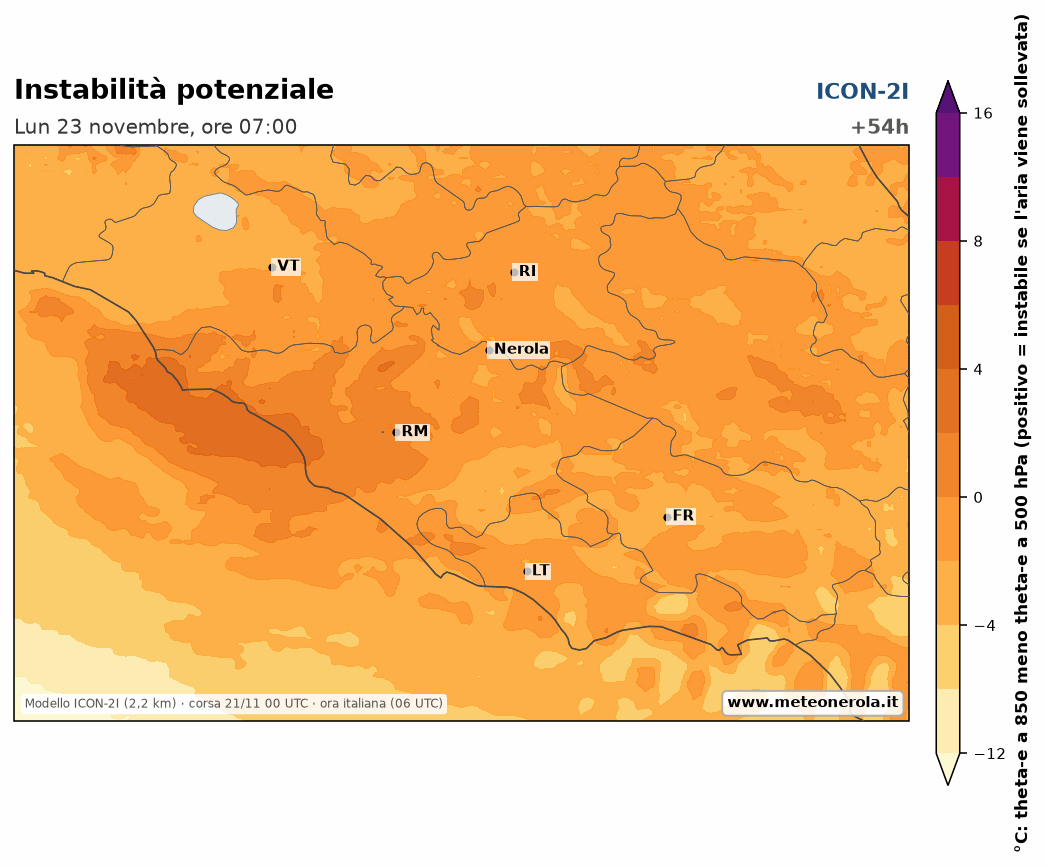 Instabilità potenziale
ICON-2I
Lun 23 novembre, ore 07:00
+54h
VT
RI
Nerola
RM
FR
LT
Modello ICON-2I (2,2 km) · corsa 21/11 00 UTC · ora italiana (06 UTC)
www.meteonerola.it
16
8
4
0
−4
−12
°C: theta-e a 850 meno theta-e a 500 hPa (positivo = instabile se l'aria viene sollevata)